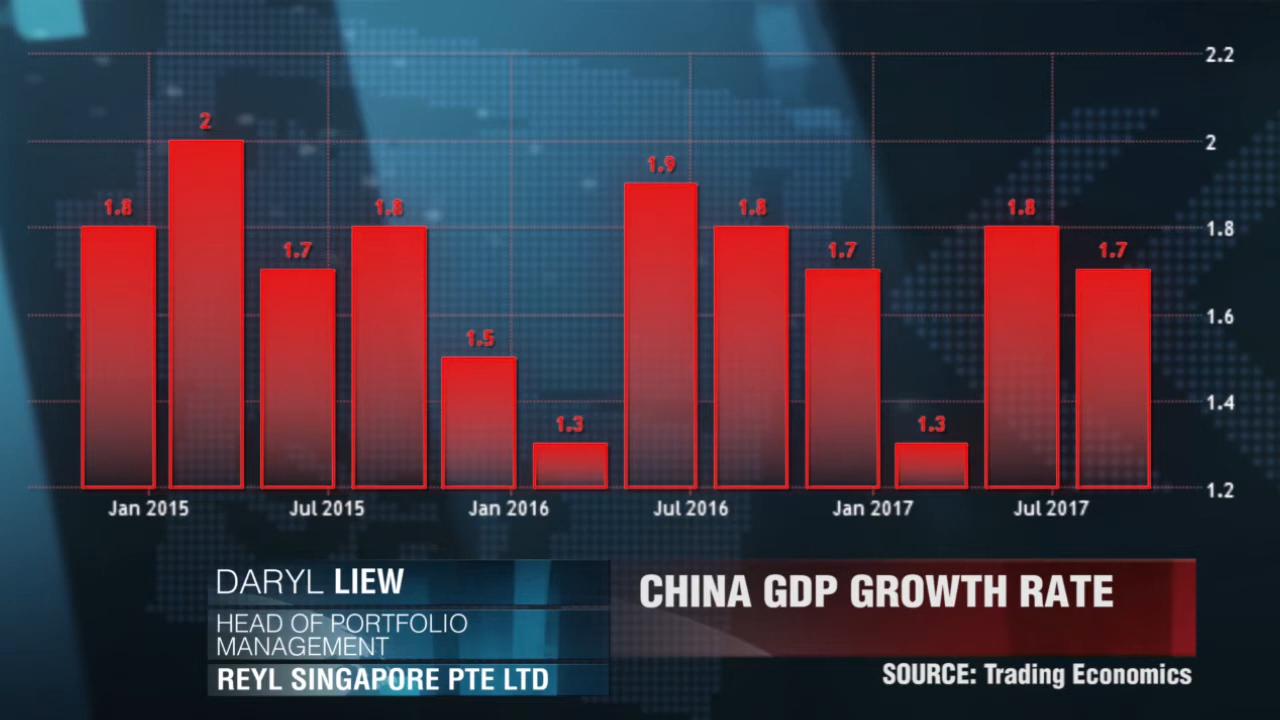 2.2
2
2
1.9
1.8
1.8
1.8
1.8
1.8
1.7
1.7
1.7
1.6
1.5
1.4
1.3
1.3
1.2
Jan 2015
Jul 2015
Jan 2016
Jul 2016
Jan 2017
Jul 2017
DARYL LIEW
HEAD OF PORTFOLIO
MANAGEMENT
REYL SINGAPORE PTE LTD
CHINA GDP GROWTH RATE
SOURCE: Trading Economics